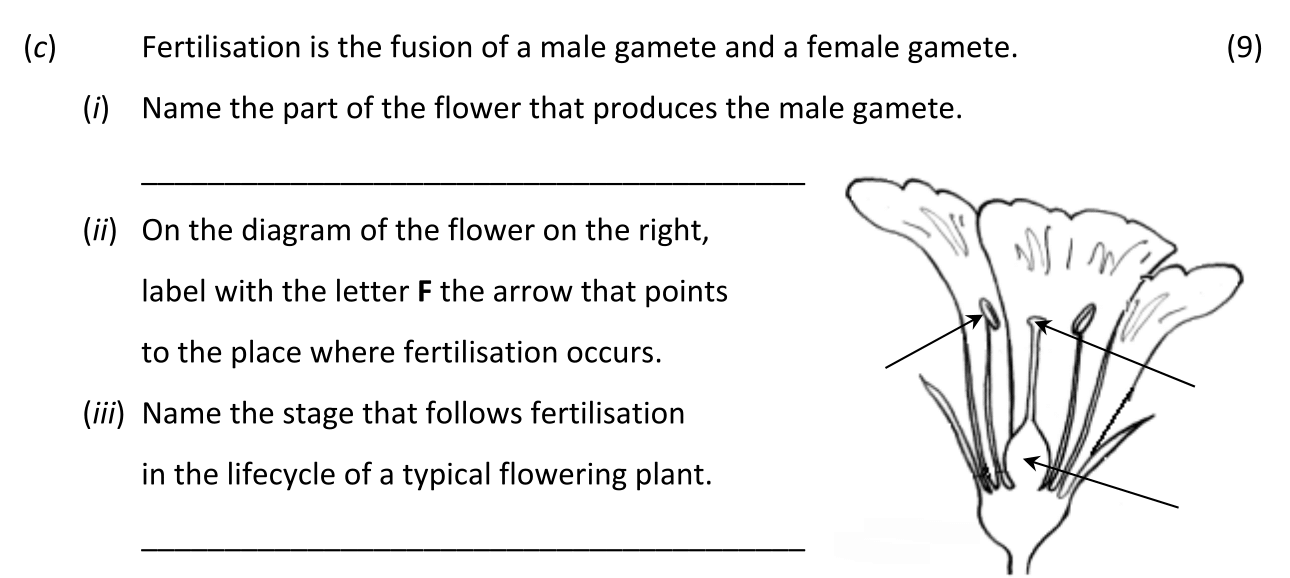 (c) Fertilisation is the fusion of a male gamete and a female gamete. (9)
(i) Name the part of the flower that produces the male gamete.
(ii) On the diagram of the flower on the right,
label with the letter F the arrow that points
to the place where fertilisation occurs.
(iii) Name the stage that follows fertilisation
in the lifecycle of a typical flowering plant.